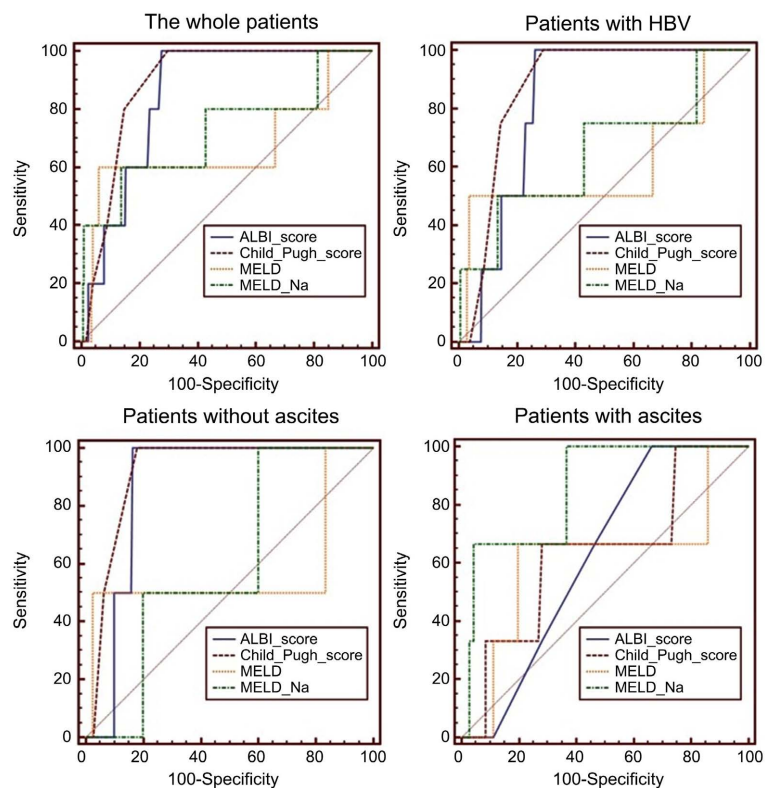 The whole patients
Sensitivity
100
80
60
40
20
0
ALBI_score
Child_Pugh_score
MELD
MELD_Na
0 20 40 60 80 100
100-Specificity
Patients with HBV
Sensitivity
100
80
60
40
20
0
ALBI_score
Child_Pugh_score
MELD
MELD_Na
0 20 40 60 80 100
100-Specificity
Patients without ascites
Sensitivity
100
80
60
40
20
0
ALBI_score
Child_Pugh_score
MELD
MELD_Na
0 20 40 60 80 100
100-Specificity
Patients with ascites
Sensitivity
100
80
60
40
20
0
ALBI_score
Child_Pugh_score
MELD
MELD_Na
0 20 40 60 80 100
100-Specificity